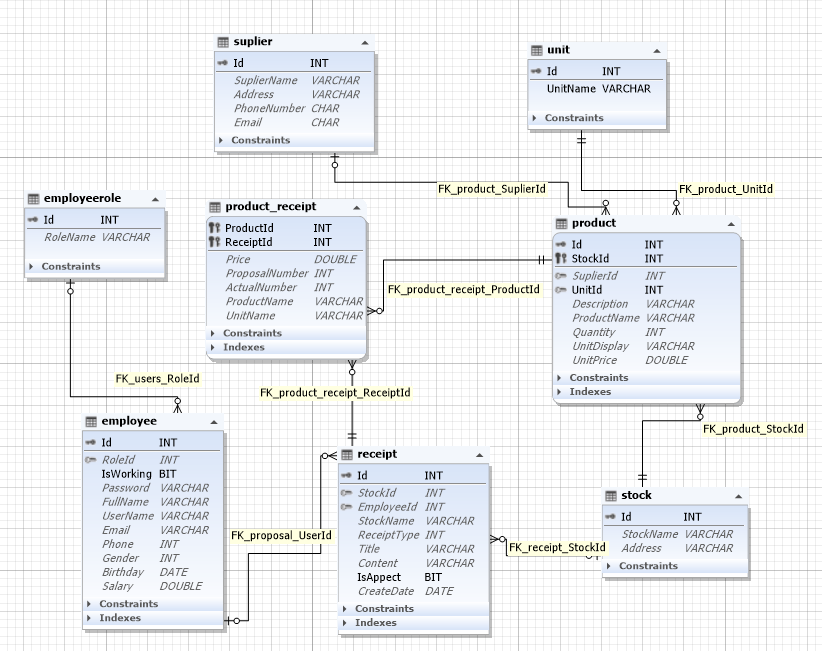 suplier
Id INT
SuplierName VARCHAR
Address VARCHAR
PhoneNumber CHAR
Email CHAR
Constraints
unit
Id INT
UnitName VARCHAR
Constraints
FK_product_SuplierId
FK_product_UnitId
employeerole
Id INT
RoleName VARCHAR
Constraints
product_receipt
ProductId INT
ReceiptId INT
Price DOUBLE
ProposalNumber INT
ActualNumber INT
ProductName VARCHAR
UnitName VARCHAR
Constraints
Indexes
FK_product_receipt_ProductId
product
Id INT
StockId INT
SuplierId INT
UnitId INT
Description VARCHAR
ProductName VARCHAR
Quantity INT
UnitDisplay VARCHAR
UnitPrice DOUBLE
Constraints
Indexes
FK_users_RoleId
FK_product_receipt_ReceiptId
FK_product_StockId
employee
Id INT
RoleId INT
IsWorking BIT
Password VARCHAR
FullName VARCHAR
UserName VARCHAR
Email VARCHAR
Phone INT
Gender INT
Birthday DATE
Salary DOUBLE
Constraints
Indexes
FK_proposal_UserId
receipt
Id INT
StockId INT
EmployeeId INT
StockName VARCHAR
ReceiptType INT
Title VARCHAR
Content VARCHAR
IsAppect BIT
CreateDate DATE
Constraints
Indexes
FK_receipt_StockId
stock
Id INT
StockName VARCHAR
Address VARCHAR
Constraints